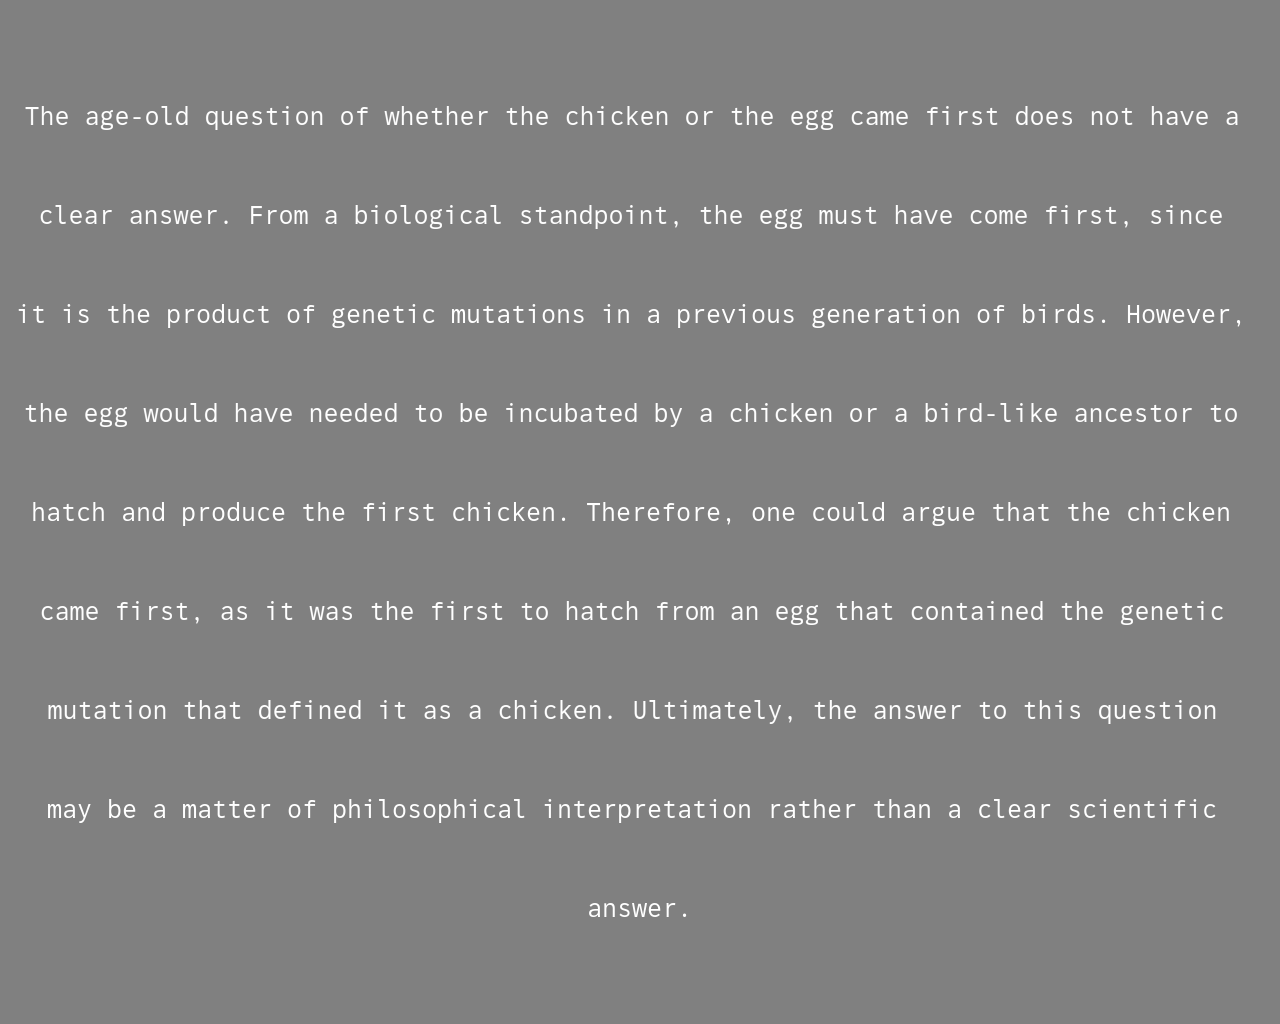 The age-old question of whether the chicken or the egg came first does not have a
clear answer. From a biological standpoint, the egg must have come first, since
it is the product of genetic mutations in a previous generation of birds. However,
the egg would have needed to be incubated by a chicken or a bird-like ancestor to
hatch and produce the first chicken. Therefore, one could argue that the chicken
came first, as it was the first to hatch from an egg that contained the genetic
mutation that defined it as a chicken. Ultimately, the answer to this question
may be a matter of philosophical interpretation rather than a clear scientific
answer.